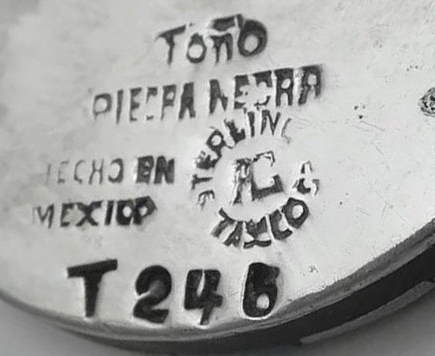 Toño
PIEDRA NEGRA
STERLING
TAXCO
HECHO EN
MEXICO
T 246